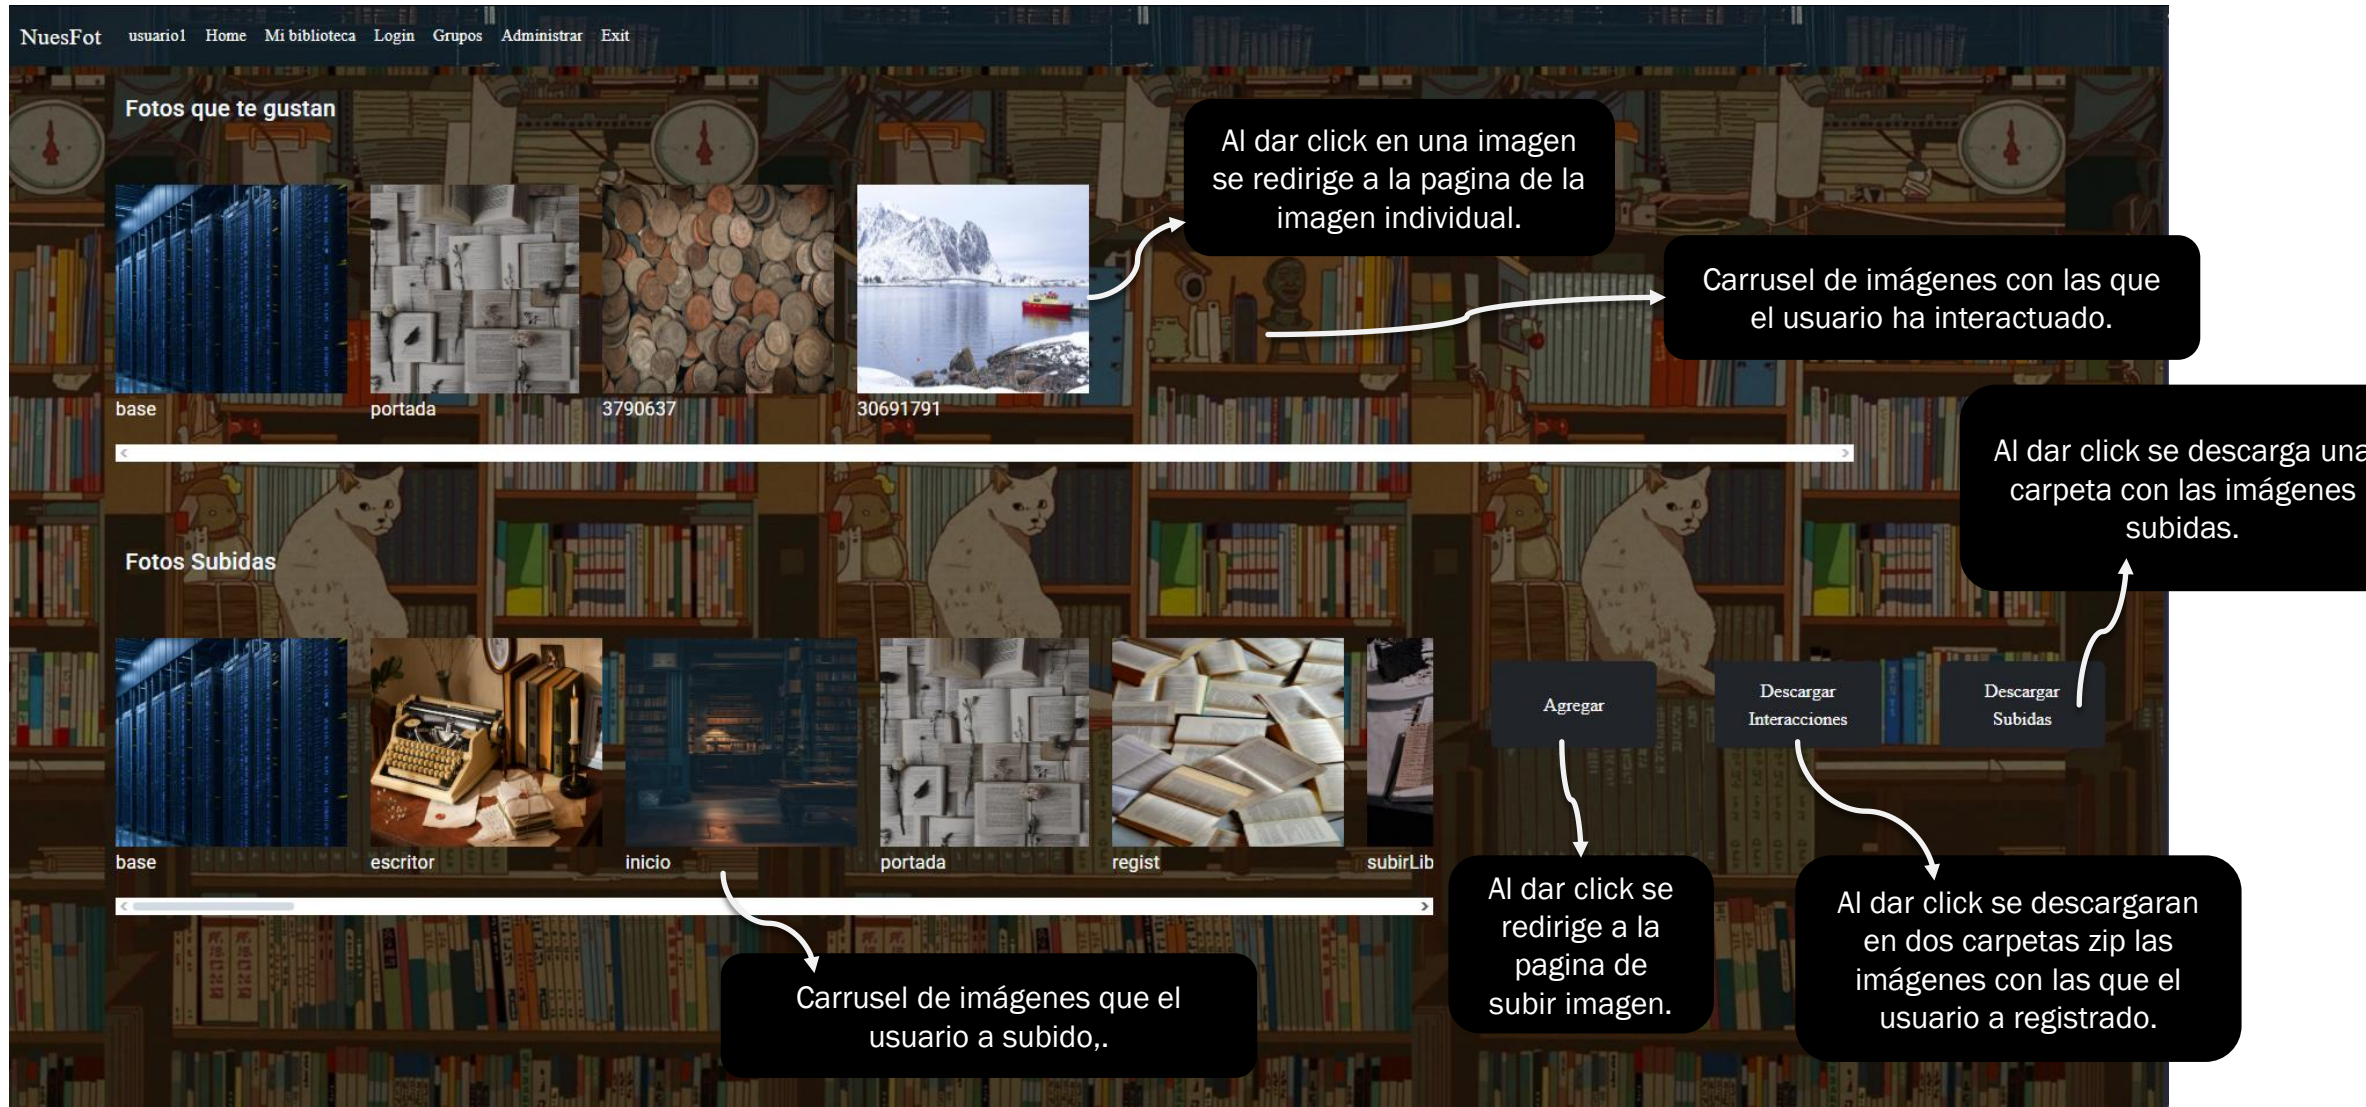 NuesFot usuario1 Home Mi biblioteca Login Grupos Administrar Exit
Fotos que te gustan
Al dar click en una imagen
se redirige a la pagina de la
imagen individual.
Carrusel de imágenes con las que
el usuario ha interactuado.
base
portada
3790637
30691791
Al dar click se descarga una
carpeta con las imágenes
subidas.
Fotos Subidas
Agregar
Descargar
Interacciones
Descargar
Subidas
base
escritor
inicio
portada
regist
subirLib
Al dar click se
redirige a la
pagina de
subir imagen.
Al dar click se descargaran
en dos carpetas zip las
imágenes con las que el
usuario a registrado.
Carrusel de imágenes que el
usuario a subido,.